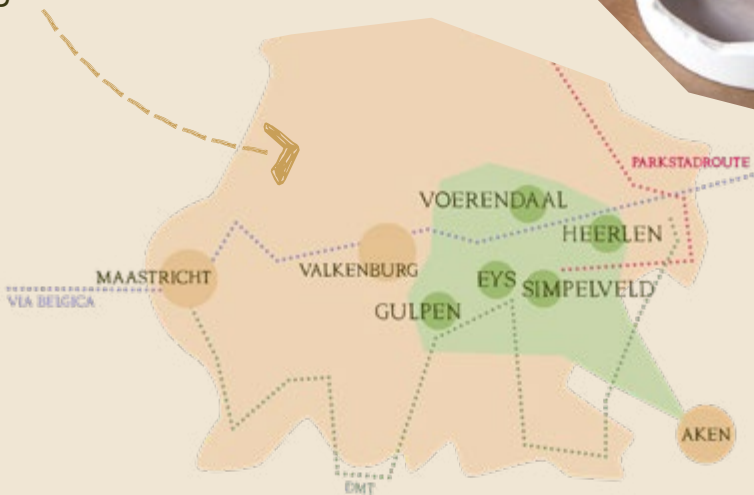 PARKSTADROUTE
VOERENDAAL
HEERLEN
MAASTRICHT
VALKENBURG
EYS
SIMPELVELD
VIA BELGICA
GULPEN
AKEN
DMT